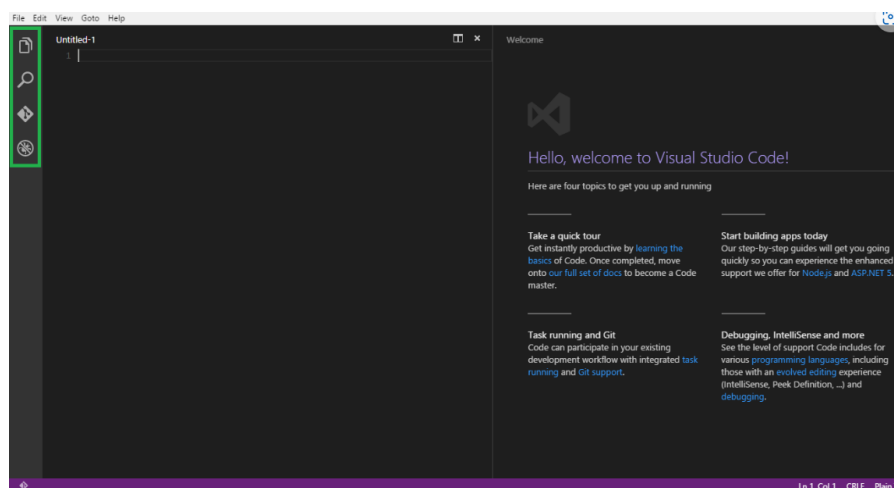 File Edit View Goto Help
Untitled-1
1
Welcome
Hello, welcome to Visual Studio Code!
Here are four topics to get you up and running
Take a quick tour
Get instantly productive by learning the
basics of Code. Once completed, move
onto our full set of docs to become a Code
master.
Start building apps today
Our step-by-step guides will get you going
quickly so you can experience the enhanced
support we offer for Node.js and ASP.NET 5.
Task running and Git
Code can participate in your existing
development workflow with integrated task
running and Git support.
Debugging, IntelliSense and more
See the level of support Code includes for
various programming languages, including
those with an evolved editing experience
(IntelliSense, Peek Definition, ...) and
debugging.
Ln 1, Col 1 CRLF Plain